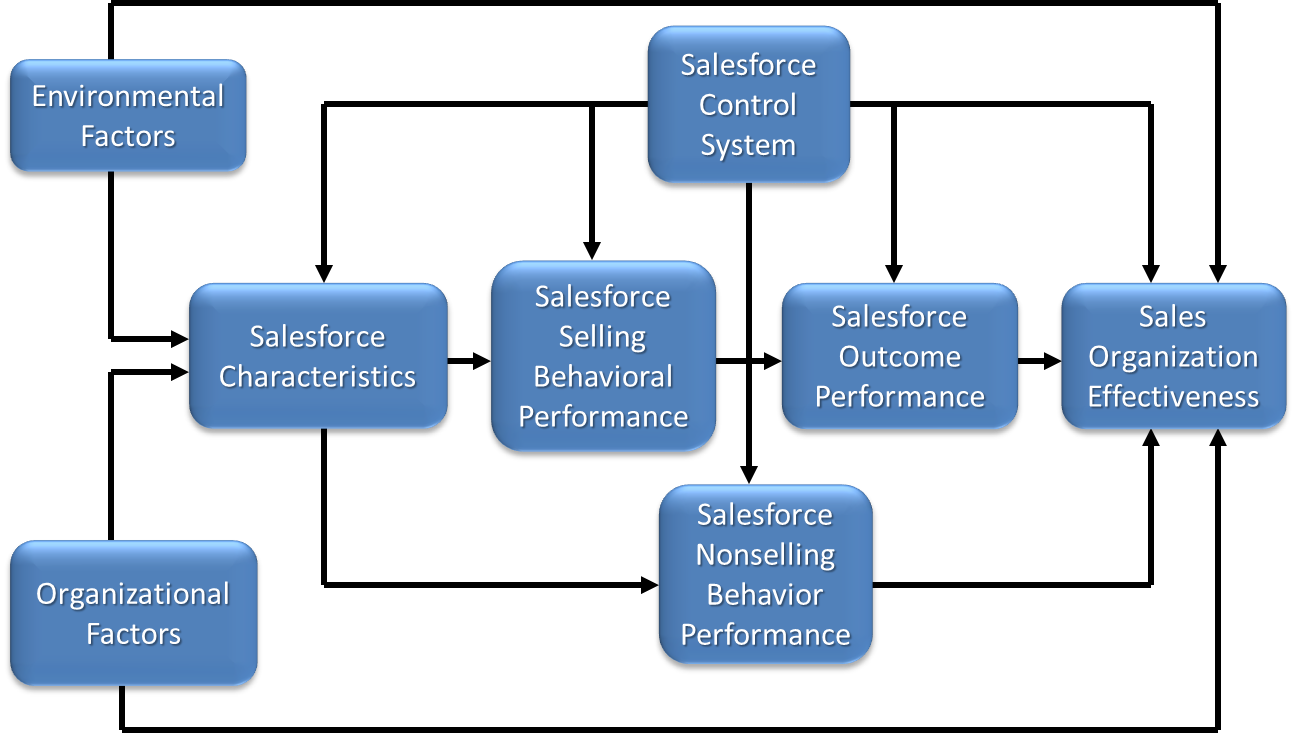 Environmental
Factors
Salesforce
Control
System
Salesforce
Characteristics
Salesforce
Selling
Behavioral
Performance
Salesforce
Outcome
Performance
Sales
Organization
Effectiveness
Organizational
Factors
Salesforce
Nonselling
Behavior
Performance